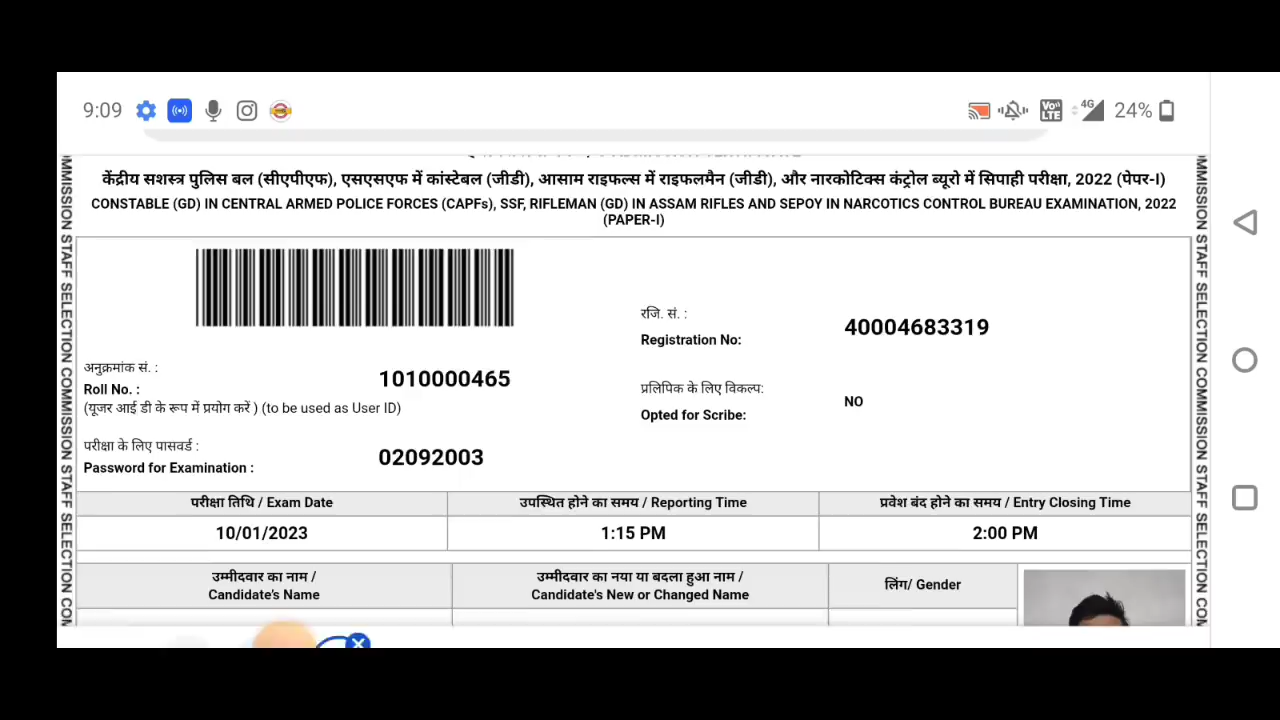 9:09
Vo))
LTE
4G
24%
केंद्रीय सशस्त्र पुलिस बल (सीएपीएफ), एसएसएफ में कांस्टेबल (जीडी), आसाम राइफल्स में राइफलमैन (जीडी), और नारकोटिक्स कंट्रोल ब्यूरो में सिपाही परीक्षा, 2022 (पेपर-I)
CONSTABLE (GD) IN CENTRAL ARMED POLICE FORCES (CAPFs), SSF, RIFLEMAN (GD) IN ASSAM RIFLES AND SEPOY IN NARCOTICS CONTROL BUREAU EXAMINATION, 2022
(PAPER-I)
रजि. सं. :
Registration No:
40004683319
अनुक्रमांक सं. :
Roll No. :
1010000465
(यूजर आई डी के रूप में प्रयोग करें ) (to be used as User ID)
प्रलिपिक के लिए विकल्प:
Opted for Scribe:
NO
परीक्षा के लिए पासवर्ड :
Password for Examination :
02092003
परीक्षा तिथि / Exam Date
उपस्थित होने का समय / Reporting Time
प्रवेश बंद होने का समय / Entry Closing Time
10/01/2023
1:15 PM
2:00 PM
उम्मीदवार का नाम /
Candidate's Name
उम्मीदवार का नया या बदला हुआ नाम /
Candidate's New or Changed Name
लिंग/ Gender
MMISSION STAFF SELECTION COMMISSION STAFF SELECTION COM
MMISSION STAFF SELECTION COMMISSION STAFF SELECTION COM